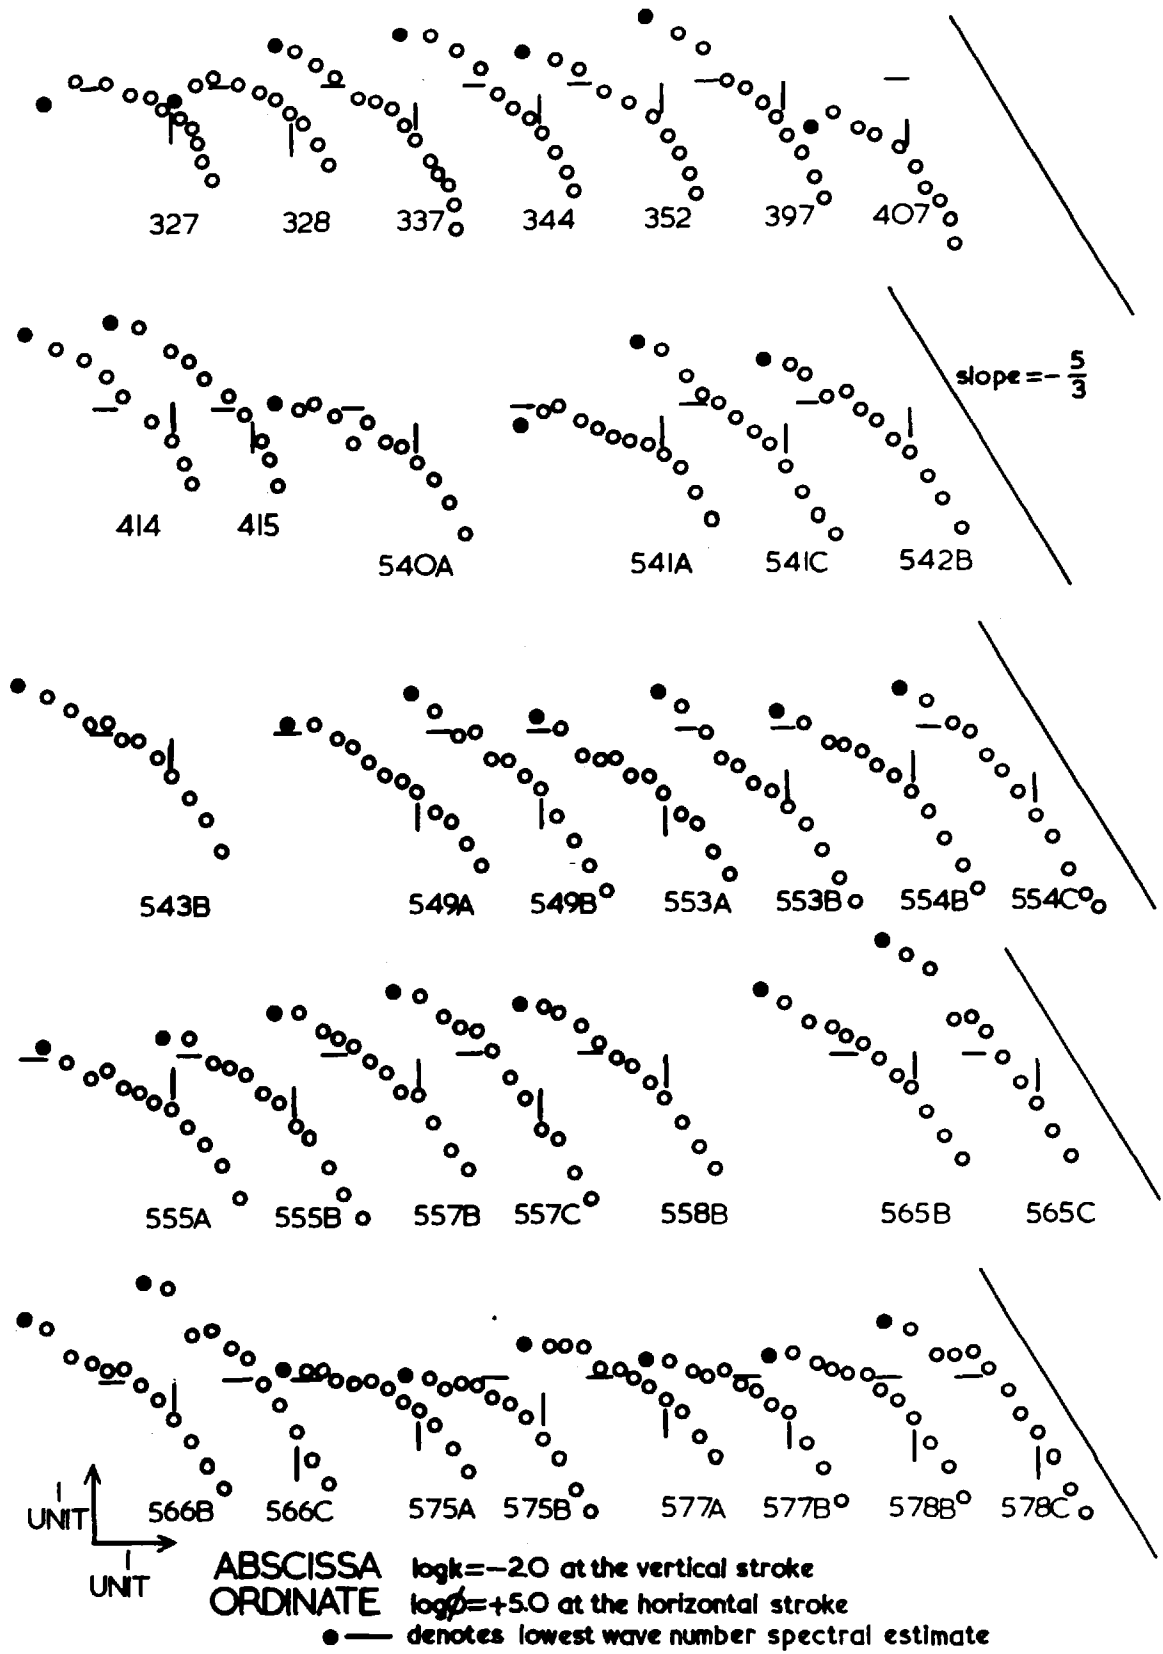 327 328 337 344 352 397 407
slope = - 5/3
414 415 540A 541A 541C 542B
543B 549A 549B 553A 553B 554B 554C
555A 555B 557B 557C 558B 565B 565C
566B 566C 575A 575B 577A 577B 578B 578C
1
UNIT
1
UNIT
ABSCISSA logk=-2.0 at the vertical stroke
ORDINATE logϕ=+5.0 at the horizontal stroke
●— denotes lowest wave number spectral estimate